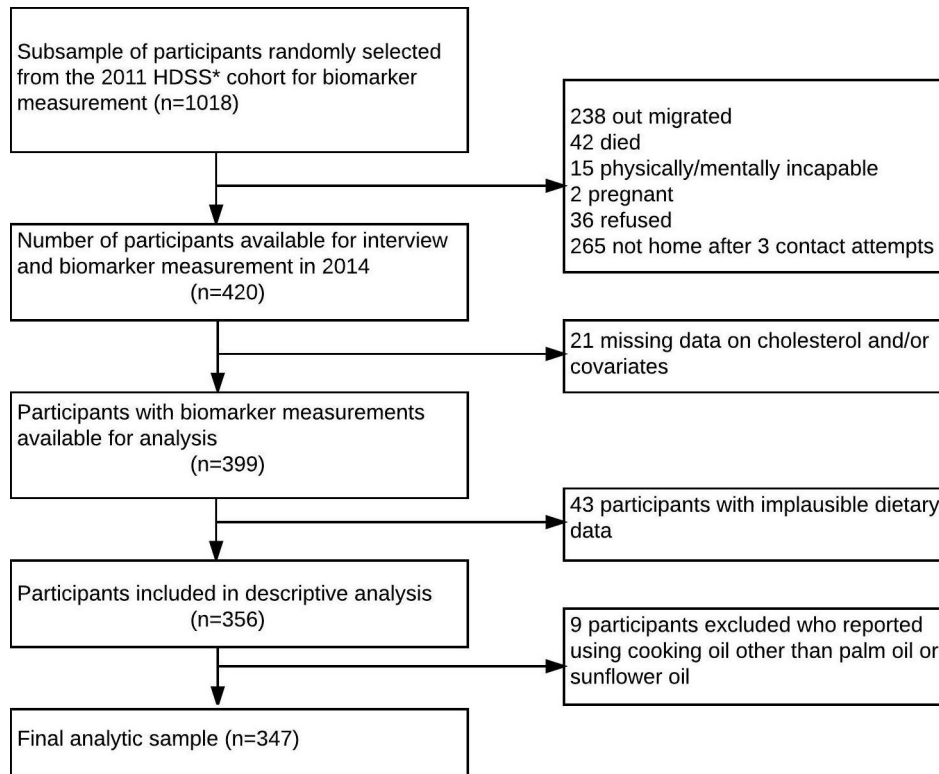 Subsample of participants randomly selected
from the 2011 HDSS* cohort for biomarker
measurement (n=1018)
238 out migrated
42 died
15 physically/mentally incapable
2 pregnant
36 refused
265 not home after 3 contact attempts
Number of participants available for interview
and biomarker measurement in 2014
(n=420)
21 missing data on cholesterol and/or
covariates
Participants with biomarker measurements
available for analysis
(n=399)
43 participants with implausible dietary
data
Participants included in descriptive analysis
(n=356)
9 participants excluded who reported
using cooking oil other than palm oil or
sunflower oil
Final analytic sample (n=347)